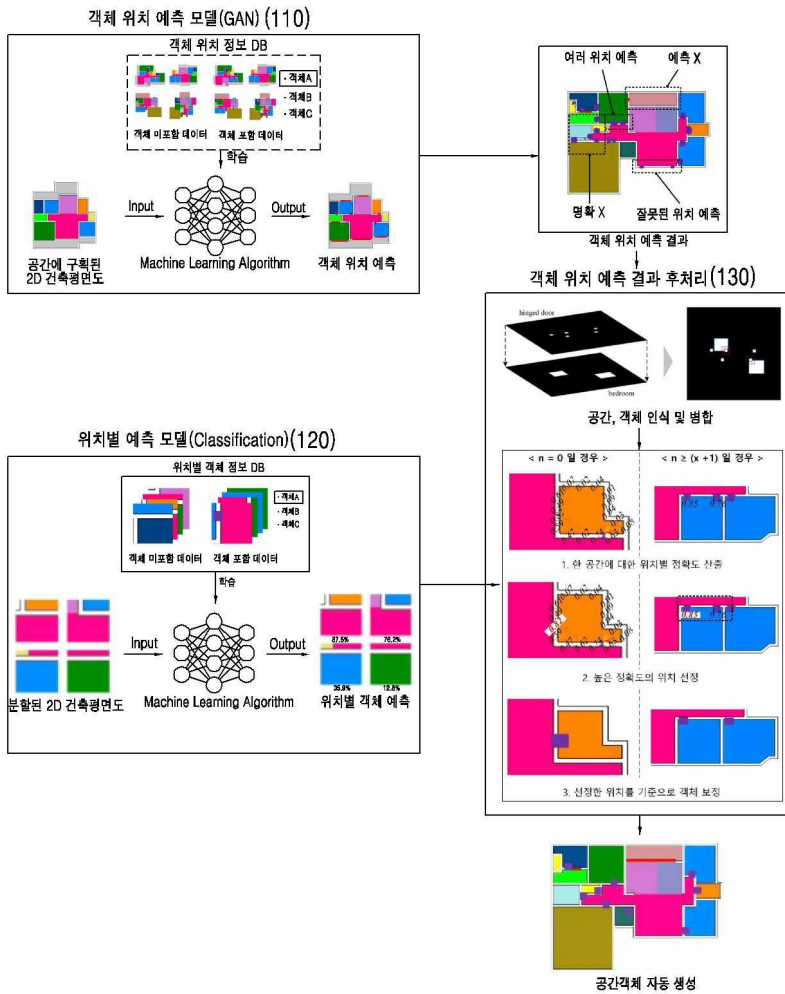 객체 위치 예측 모델(GAN) (110)
객체 위치 정보 DB
· 객체A
· 객체B
· 객체C
객체 미포함 데이터
객체 포함 데이터
학습
Input
Output
공간에 구획된
2D 건축평면도
Machine Learning Algorithm
객체 위치 예측
여러 위치 예측
예측 X
명확 X
잘못된 위치 예측
객체 위치 예측 결과
객체 위치 예측 결과 후처리(130)
hinged door
bedroom
공간, 객체 인식 및 병합
< n = 0 일 경우 >
< n ≥ (x +1) 일 경우 >
0.85
0.76
1. 한 공간에 대한 위치별 정확도 산출
0.85
2. 높은 정확도의 위치 선정
3. 선정한 위치를 기준으로 객체 보정
위치별 예측 모델(Classification)(120)
위치별 객체 정보 DB
· 객체A
· 객체B
· 객체C
객체 미포함 데이터
객체 포함 데이터
학습
Input
Output
87.5%
76.2%
35.9%
12.8%
분할된 2D 건축평면도
Machine Learning Algorithm
위치별 객체 예측
공간객체 자동 생성